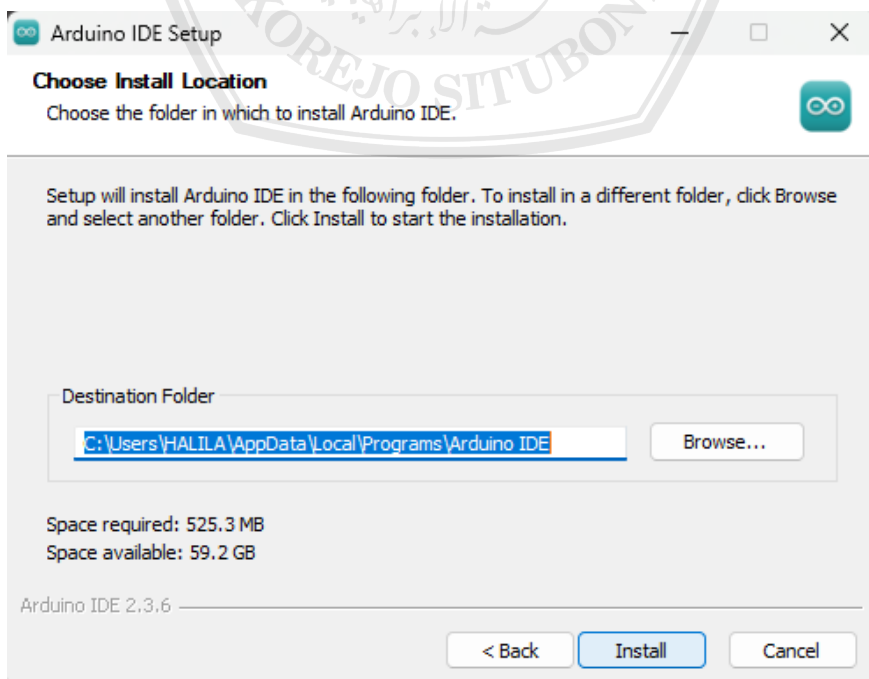 Arduino IDE Setup
KOREJO SITUBON
Choose Install Location
Choose the folder in which to install Arduino IDE.
Setup will install Arduino IDE in the following folder. To install in a different folder, click Browse
and select another folder. Click Install to start the installation.
Destination Folder
C:\Users\HALILA\AppData\Local\Programs\Arduino IDE
Browse...
Space required: 525.3 MB
Space available: 59.2 GB
Arduino IDE 2.3.6
< Back Install Cancel